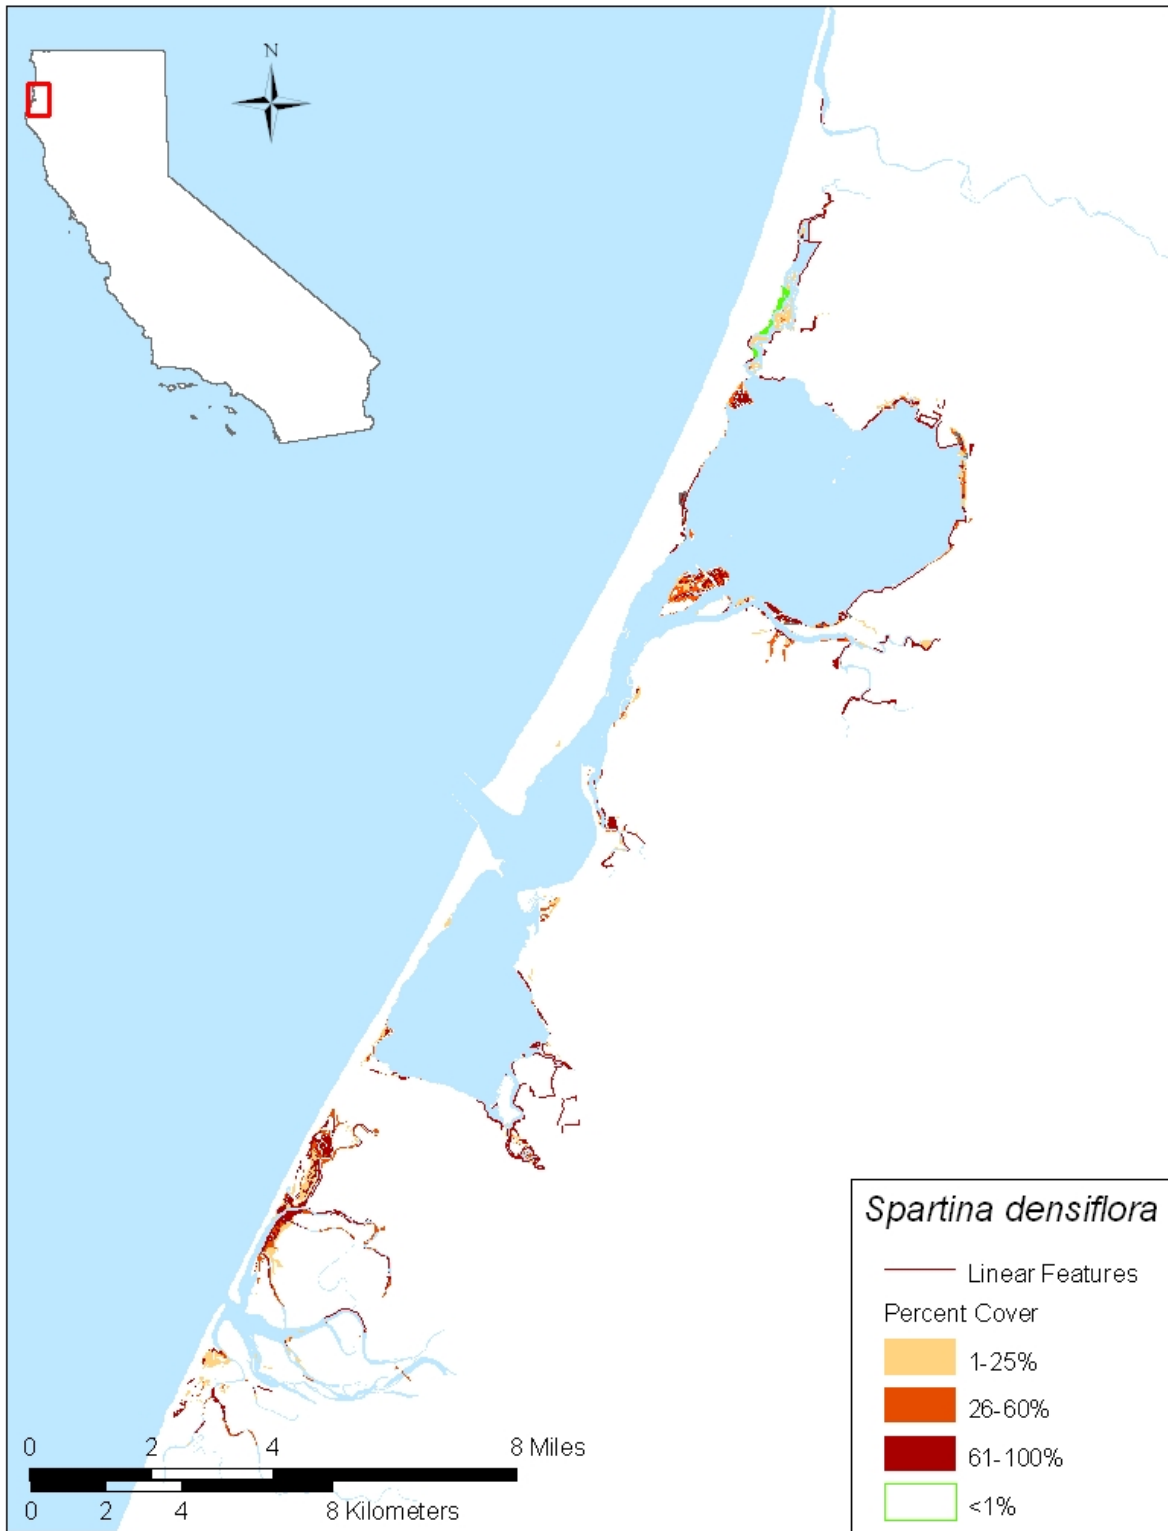 N
Spartina densiflora
Linear Features
Percent Cover
1-25%
26-60%
61-100%
<1%
0 2 4 8 Miles
0 2 4 8 Kilometers